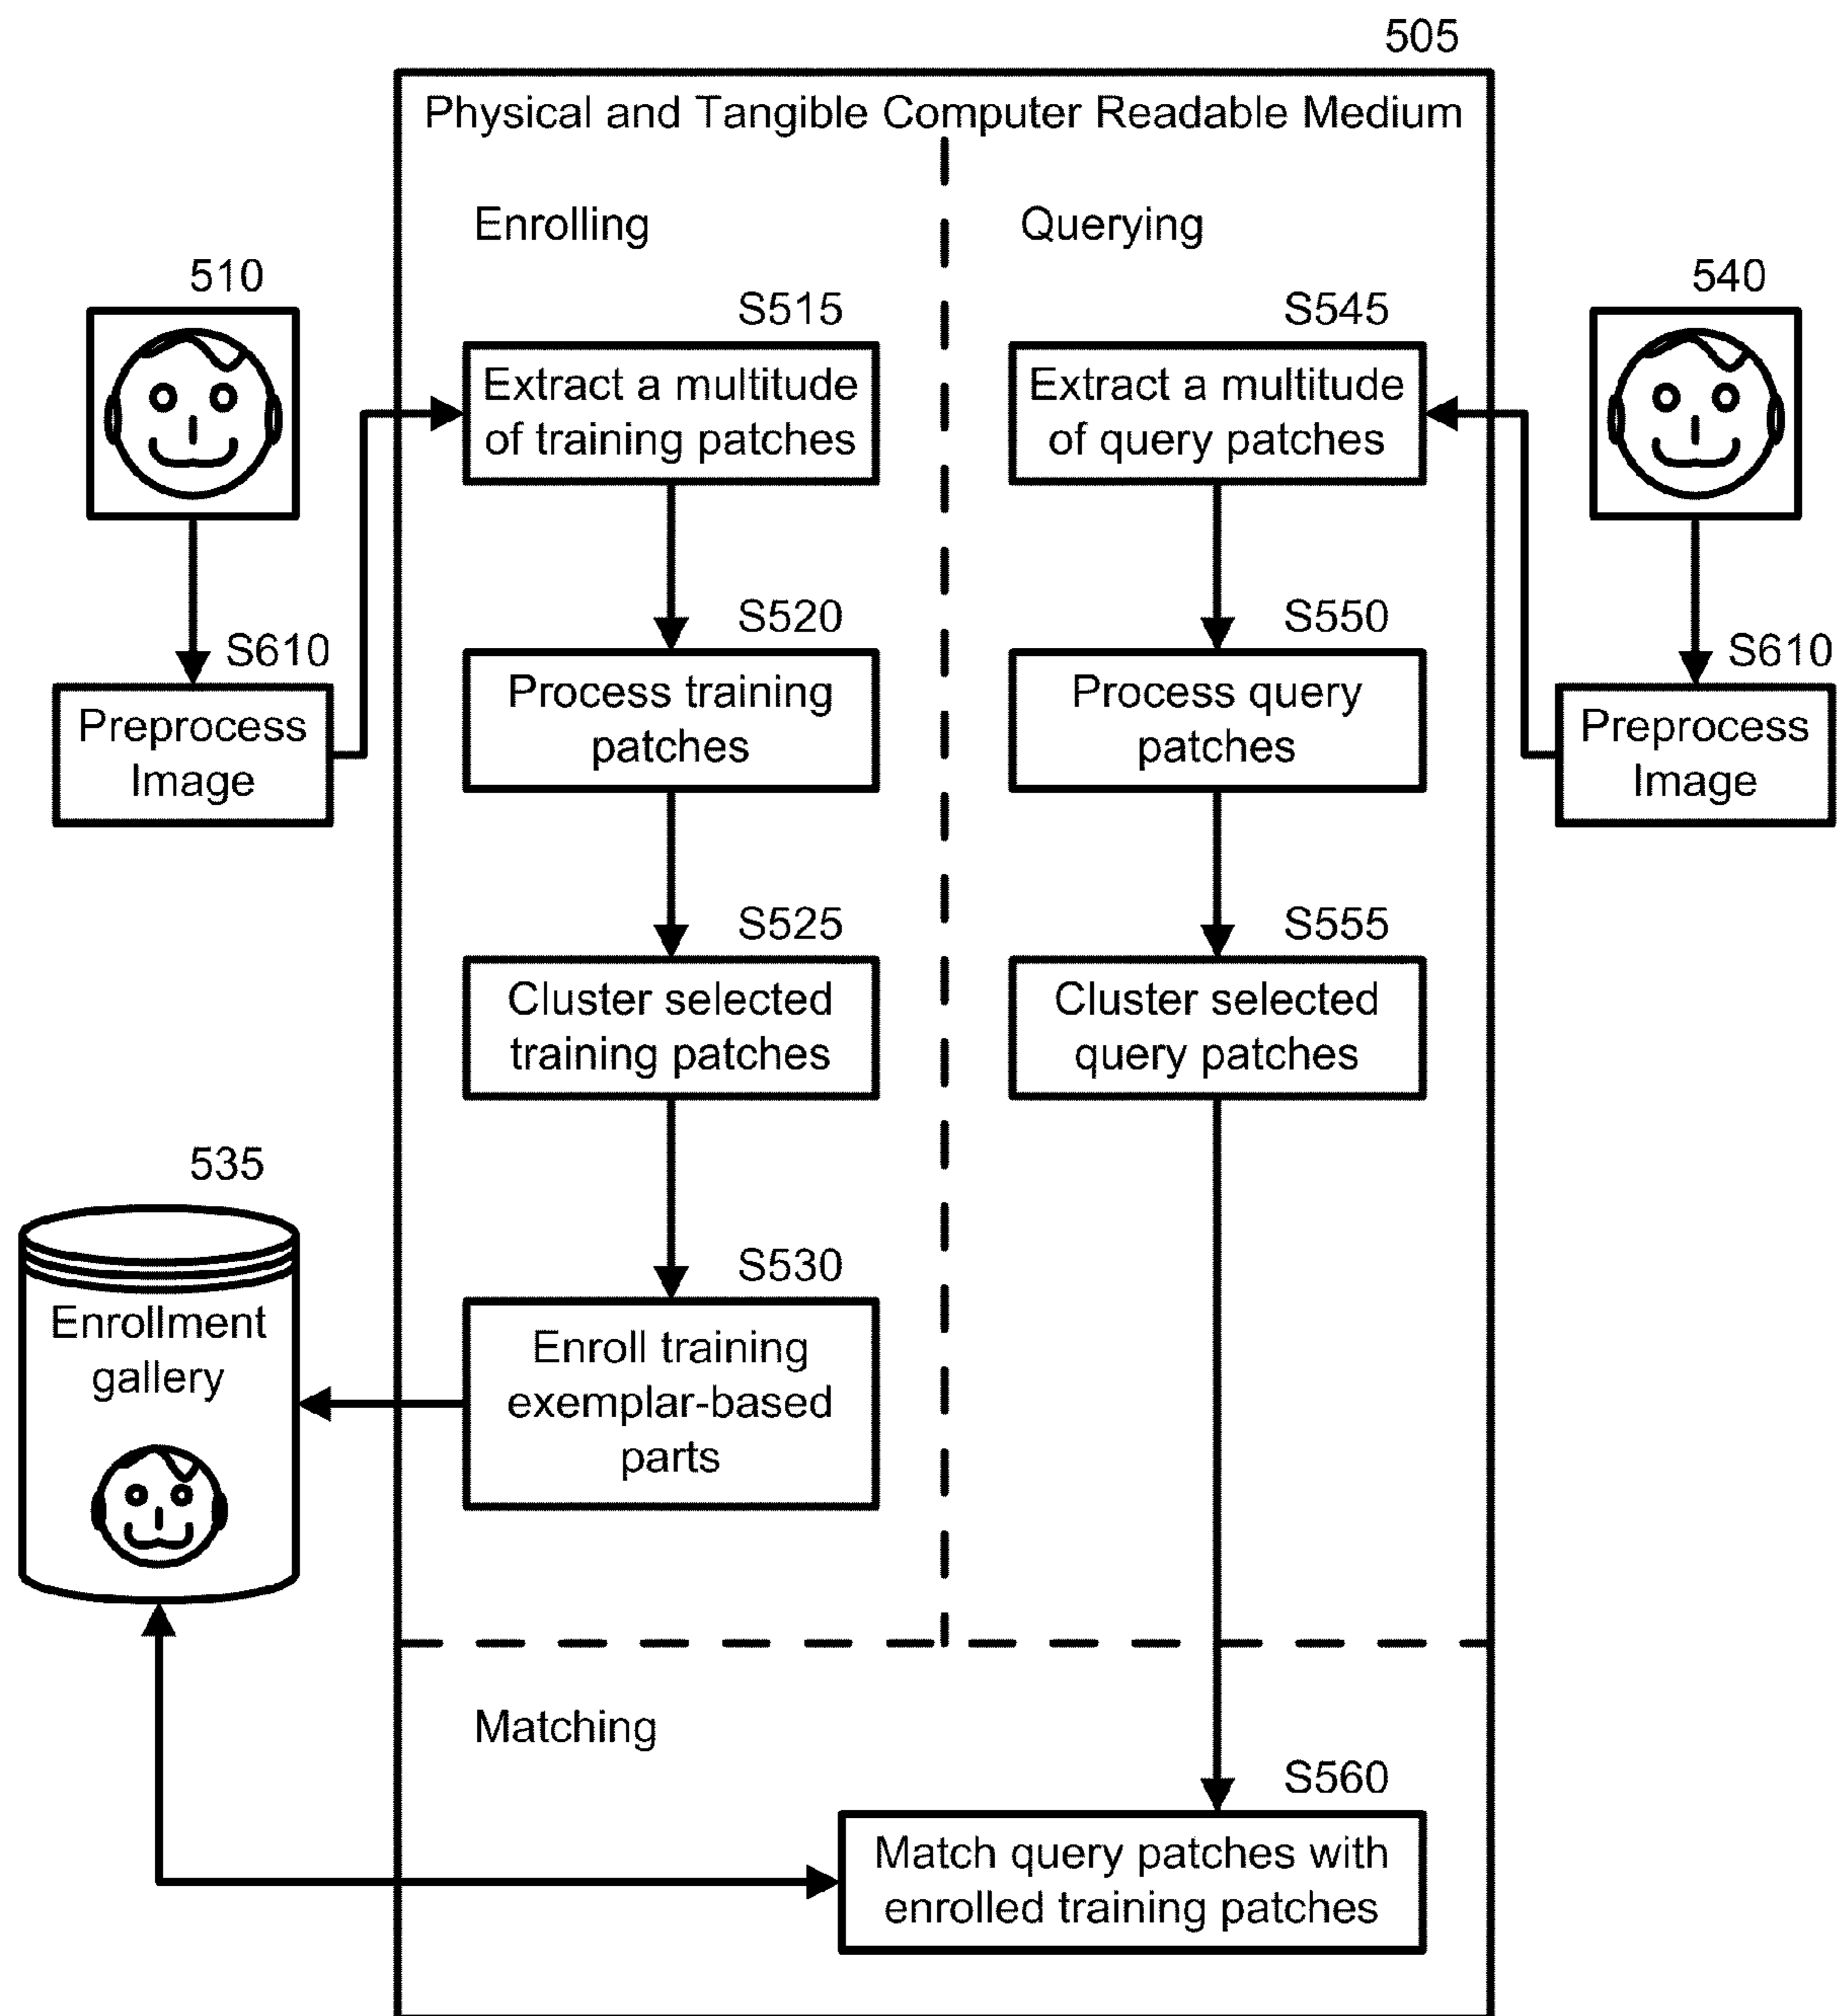 505
Physical and Tangible Computer Readable Medium
Enrolling
Querying
510
540
S515
Extract a multitude
of training patches
S545
Extract a multitude
of query patches
S610
Preprocess
Image
S520
Process training
patches
S550
Process query
patches
S610
Preprocess
Image
S525
Cluster selected
training patches
S555
Cluster selected
query patches
535
Enrollment
gallery
S530
Enroll training
exemplar-based
parts
Matching
S560
Match query patches with
enrolled training patches